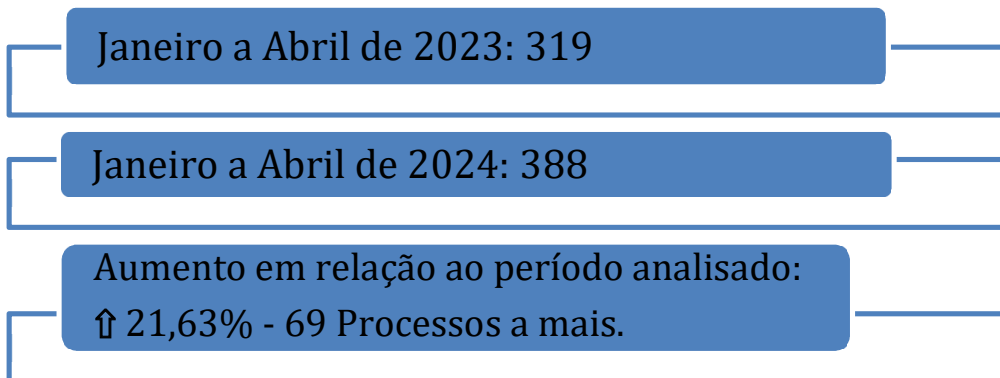 Janeiro a Abril de 2023: 319
Janeiro a Abril de 2024: 388
Aumento em relação ao período analisado:
⇧ 21,63% - 69 Processos a mais.